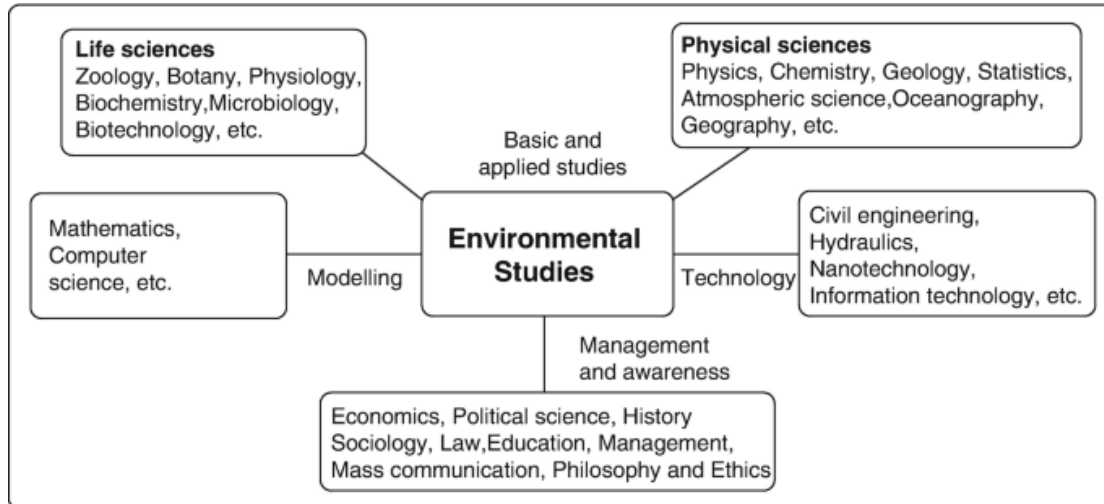 Life sciences
Zoology, Botany, Physiology,
Biochemistry,Microbiology,
Biotechnology, etc.
Physical sciences
Physics, Chemistry, Geology, Statistics,
Atmospheric science,Oceanography,
Geography, etc.
Basic and
applied studies
Mathematics,
Computer
science, etc.
Modelling
Environmental
Studies
Technology
Civil engineering,
Hydraulics,
Nanotechnology,
Information technology, etc.
Management
and awareness
Economics, Political science, History
Sociology, Law,Education, Management,
Mass communication, Philosophy and Ethics